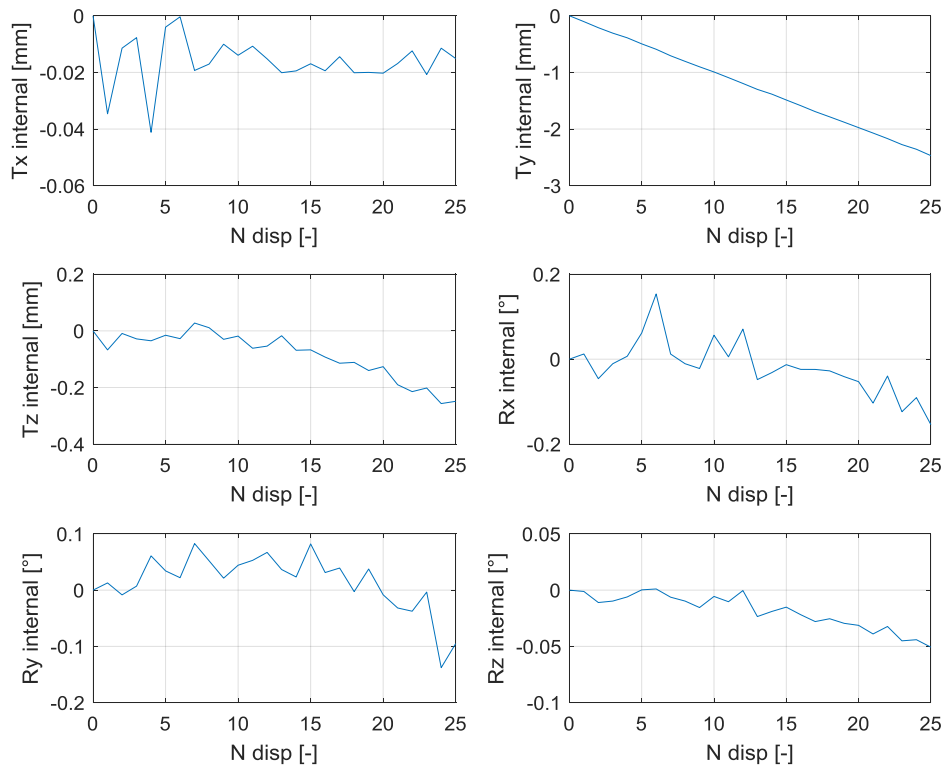 Tx internal [mm]
0
-0.02
-0.04
-0.06
0 5 10 15 20 25
N disp [-]
Ty internal [mm]
0
-1
-2
-3
0 5 10 15 20 25
N disp [-]
Tz internal [mm]
0.2
0
-0.2
-0.4
0 5 10 15 20 25
N disp [-]
Rx internal [°]
0.2
0
-0.2
0 5 10 15 20 25
N disp [-]
Ry internal [°]
0.1
0
-0.1
-0.2
0 5 10 15 20 25
N disp [-]
Rz internal [°]
0.05
0
-0.05
-0.1
0 5 10 15 20 25
N disp [-]